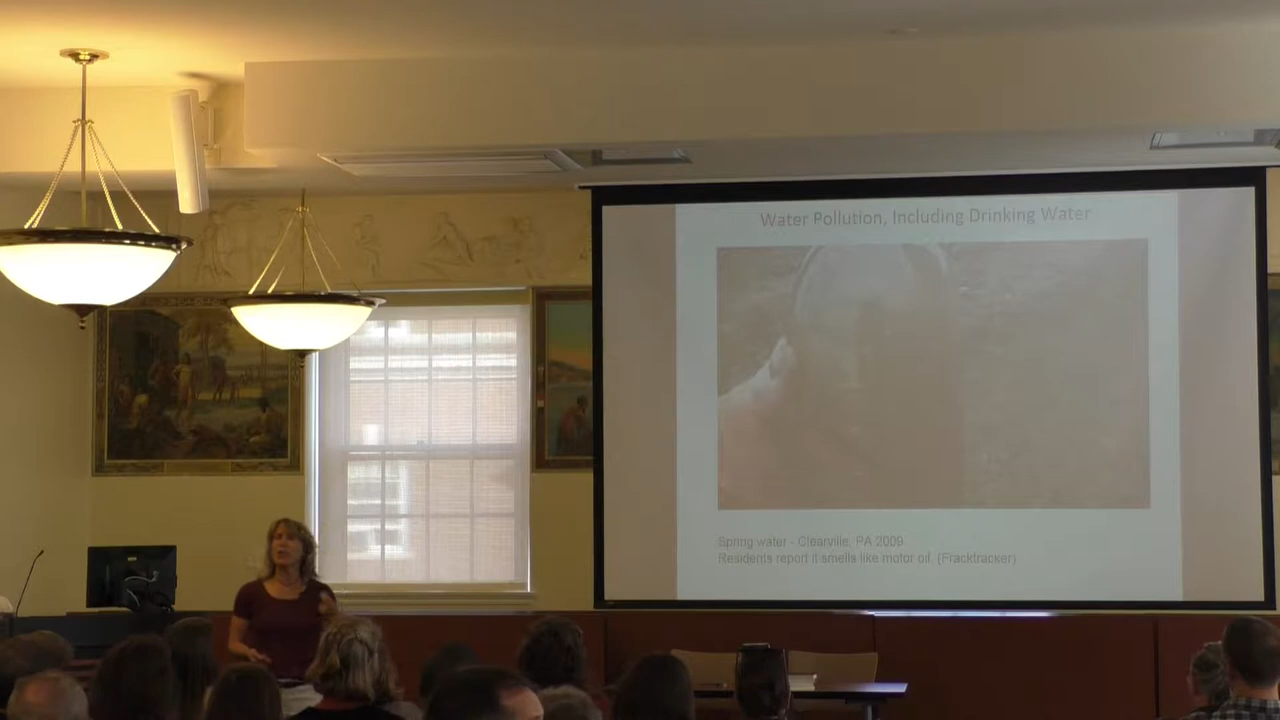 Water Pollution, Including Drinking Water
Spring water - Clearville, PA 2009
Residents report it smells like motor oil. (Fracktracker)